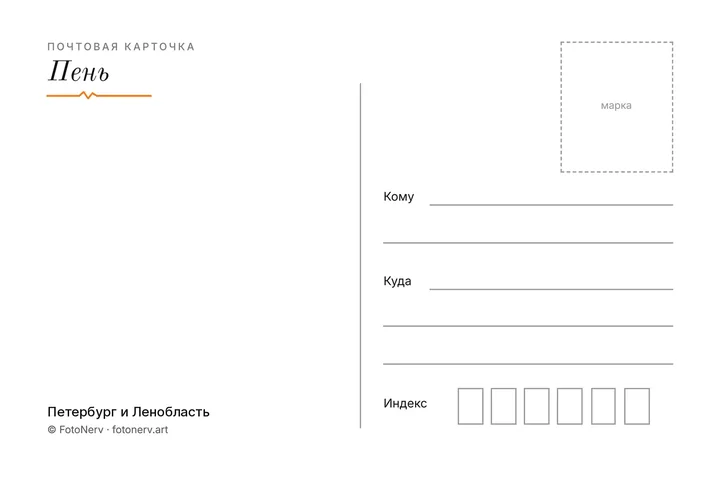 ПОЧТОВАЯ КАРТОЧКА
Пень
марка
Кому
Куда
Индекс
Петербург и Ленобласть
© FotoNerv · fotonerv.art